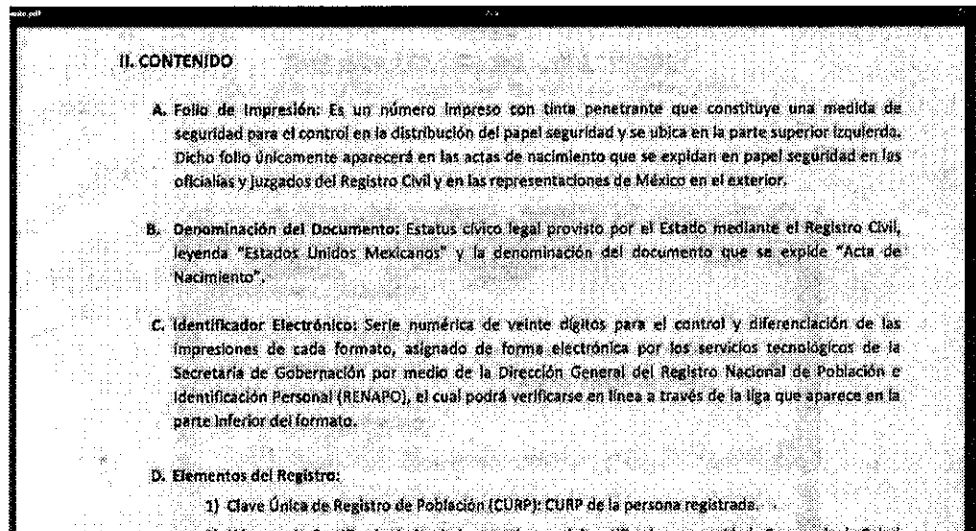 II. CONTENIDO
A. Folio de Impresión: Es un número impreso con tinta penetrante que constituye una medida de
seguridad para el control en la distribución del papel seguridad y se ubica en la parte superior izquierda.
Dicho folio únicamente aparecerá en las actas de nacimiento que se expidan en papel seguridad en las
oficialías y juzgados del Registro Civil y en las representaciones de México en el exterior.
B. Denominación del Documento: Estatus cívico legal provisto por el Estado mediante el Registro Civil,
leyenda "Estados Unidos Mexicanos" y la denominación del documento que se expide "Acta de
Nacimiento".
C. Identificador Electrónico: Serie numérica de veinte dígitos para el control y diferenciación de las
impresiones de cada formato, asignado de forma electrónica por los servicios tecnológicos de la
Secretaría de Gobernación por medio de la Dirección General del Registro Nacional de Población e
Identificación Personal (RENAPO), el cual podrá verificarse en línea a través de la liga que aparece en la
parte inferior del formato.
D. Elementos del Registro:
1) Clave Única de Registro de Población (CURP): CURP de la persona registrada.